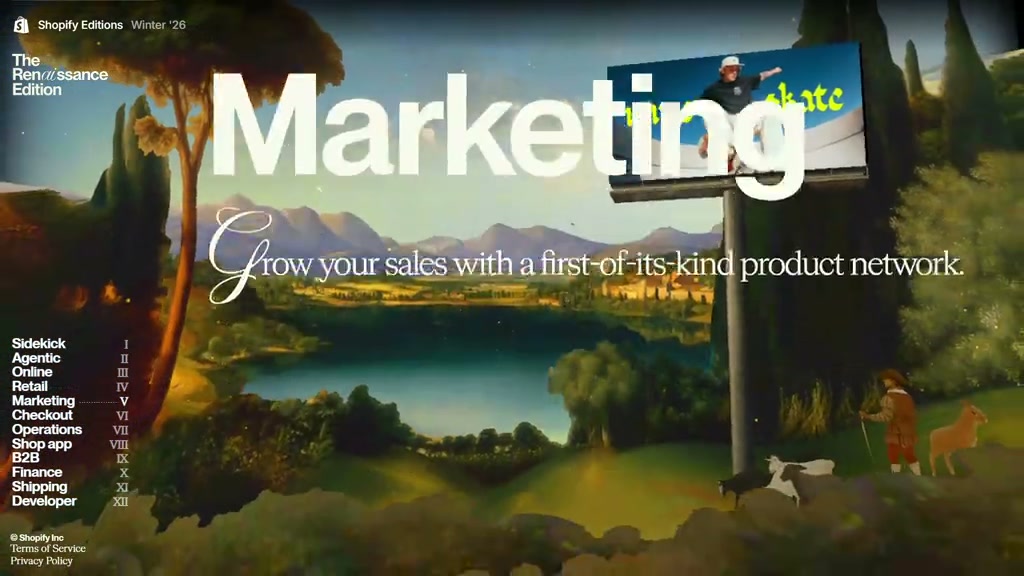 Shopify Editions Winter '26
The
Renaissance
Edition
Marketing
skate
Grow your sales with a first-of-its-kind product network.
Sidekick I
Agentic II
Online III
Retail IV
Marketing V
Checkout VI
Operations VII
Shop app VIII
B2B IX
Finance X
Shipping XI
Developer XII
© Shopify Inc
Terms of Service
Privacy Policy